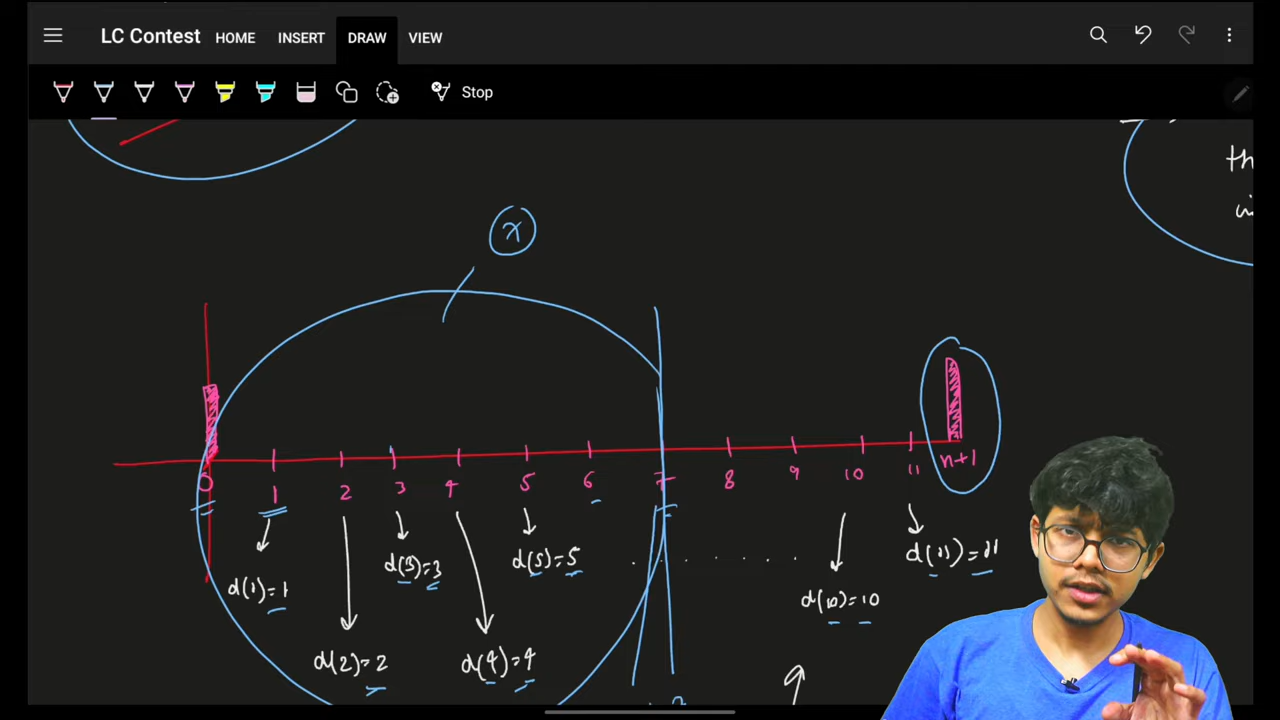 LC Contest HOME INSERT DRAW VIEW
Stop
th
x
0 1 2 3 4 5 6 7 8 9 10 11 n+1
d(1)=1 d(3)=3 d(5)=5 . . . . . . d(10)=10 d(11)=11
d(2)=2 d(4)=4